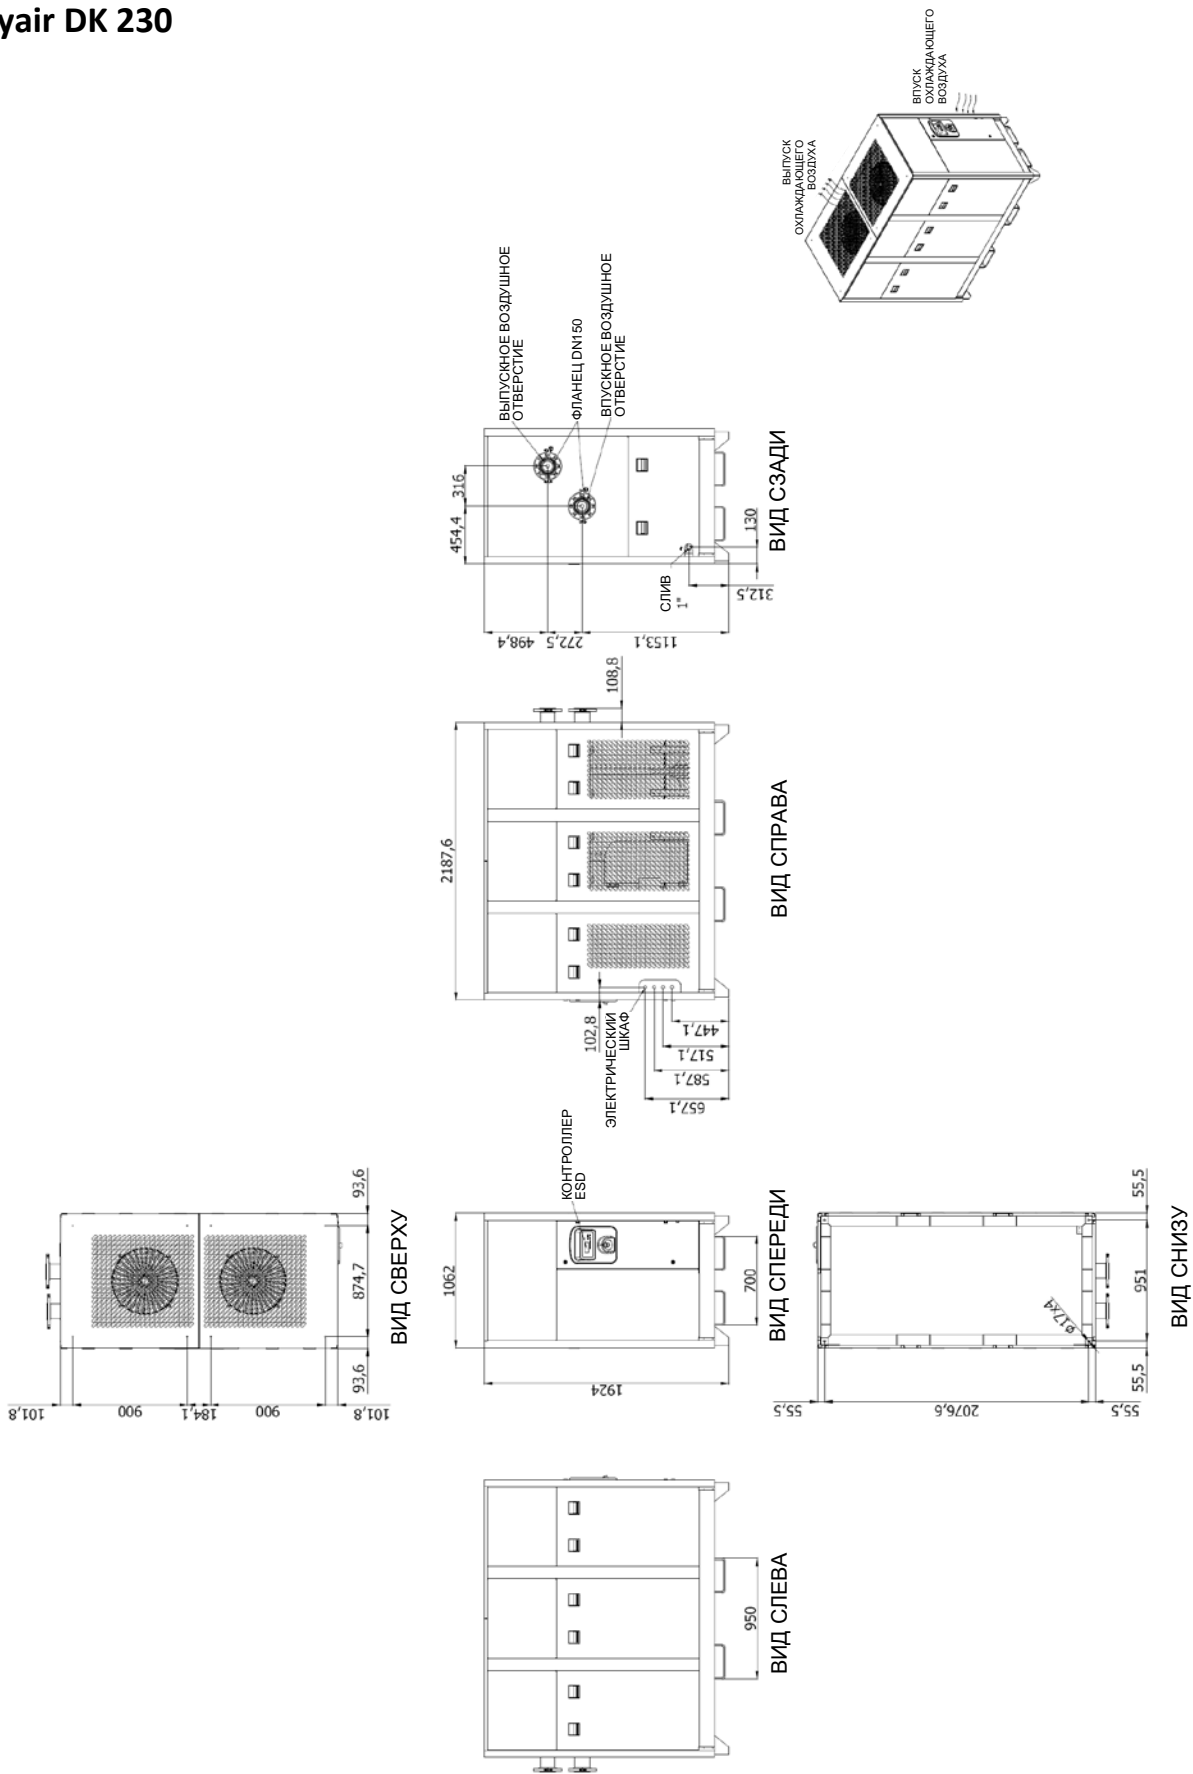 yair DK 230
ВПУСК
ОХЛАЖДАЮЩЕГО
ВОЗДУХА
ВЫПУСК
ОХЛАЖДАЮЩЕГО
ВОЗДУХА
ВЫПУСКНОЕ ВОЗДУШНОЕ
ОТВЕРСТИЕ
ФЛАНЕЦ DN150
ВПУСКНОЕ ВОЗДУШНОЕ
ОТВЕРСТИЕ
316
454,4
СЛИВ
1"
130
312,5
498,4
272,5
1153,1
ВИД СЗАДИ
108,8
2187,6
102,8
ЭЛЕКТРИЧЕСКИЙ
ШКАФ
447,1
517,1
587,1
657,1
ВИД СПРАВА
93,6
874,7
93,6
101,8
900
184,1
900
101,8
ВИД СВЕРХУ
КОНТРОЛЛЕР
ESD
1062
700
1924
ВИД СПЕРЕДИ
55,5
951
55,5
Ø17X4
55,5
2076,6
55,5
ВИД СНИЗУ
950
ВИД СЛЕВА